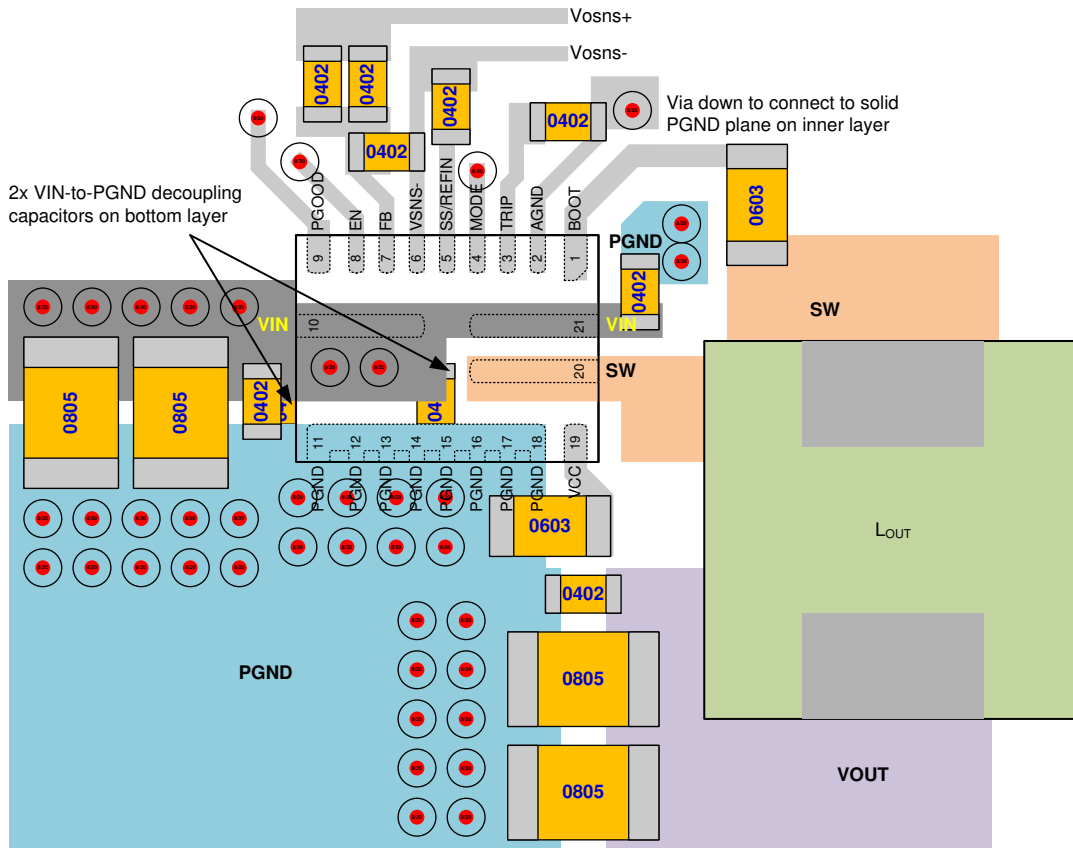 Vosns+
Vosns-
0402
0402
0402
0402
0402
Via down to connect to solid
PGND plane on inner layer
0603
2x VIN-to-PGND decoupling
capacitors on bottom layer
PGOOD
EN
FB
VSNS-
SS/REFIN
MODE
TRIP
AGND
BOOT
PGND
9
8
7
6
5
4
3
2
1
0402
SW
VIN
10
21
VIN
20
SW
0805
0805
0402
04
04
11
12
13
14
15
16
17
18
19
PGND
PGND
PGND
PGND
PGND
PGND
PGND
PGND
VCC
0603
LOUT
0402
PGND
0805
VOUT
0805